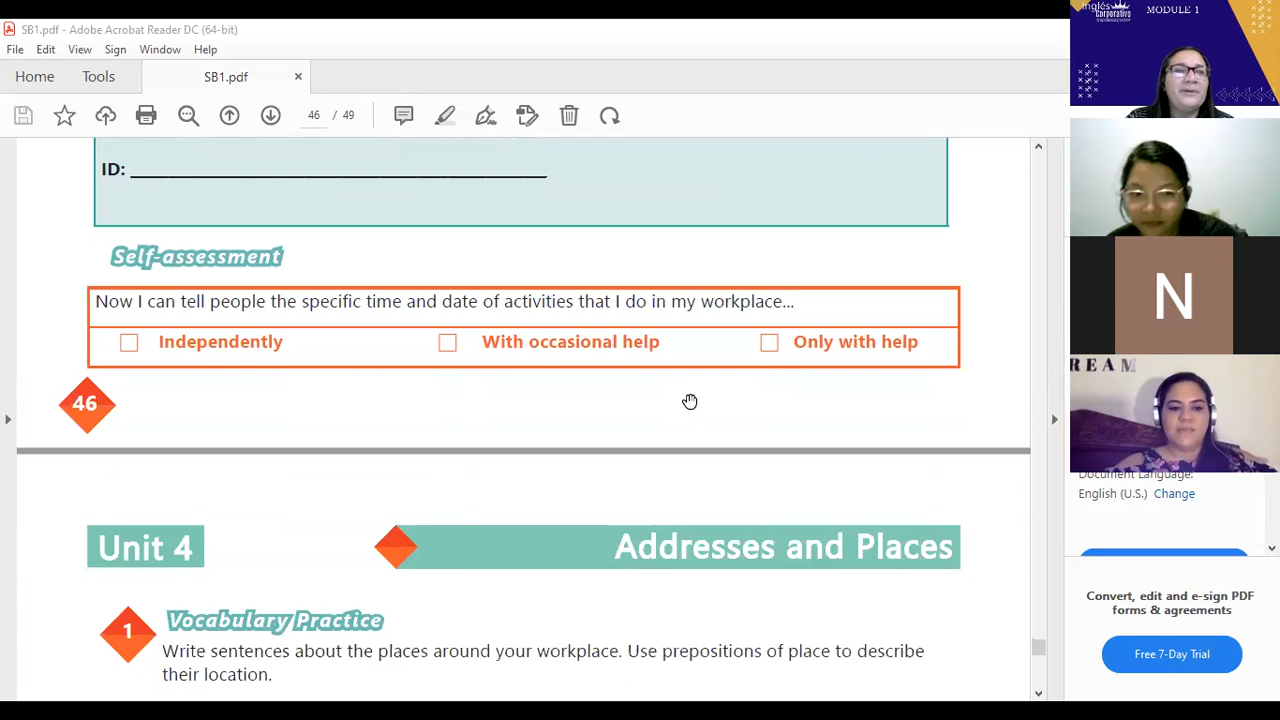 SB1.pdf - Adobe Acrobat Reader DC (64-bit)
File Edit View Sign Window Help
Home Tools SB1.pdf ×
46 / 49
ID: ___________________________________________
Self-assessment
Now I can tell people the specific time and date of activities that I do in my workplace...
Independently With occasional help Only with help
46
Unit 4 Addresses and Places
1 Vocabulary Practice
Write sentences about the places around your workplace. Use prepositions of place to describe
their location.
Inglés
Corporativo
MODULE 1
N
REAM
Document Language:
English (U.S.) Change
Convert, edit and e-sign PDF
forms & agreements
Free 7-Day Trial